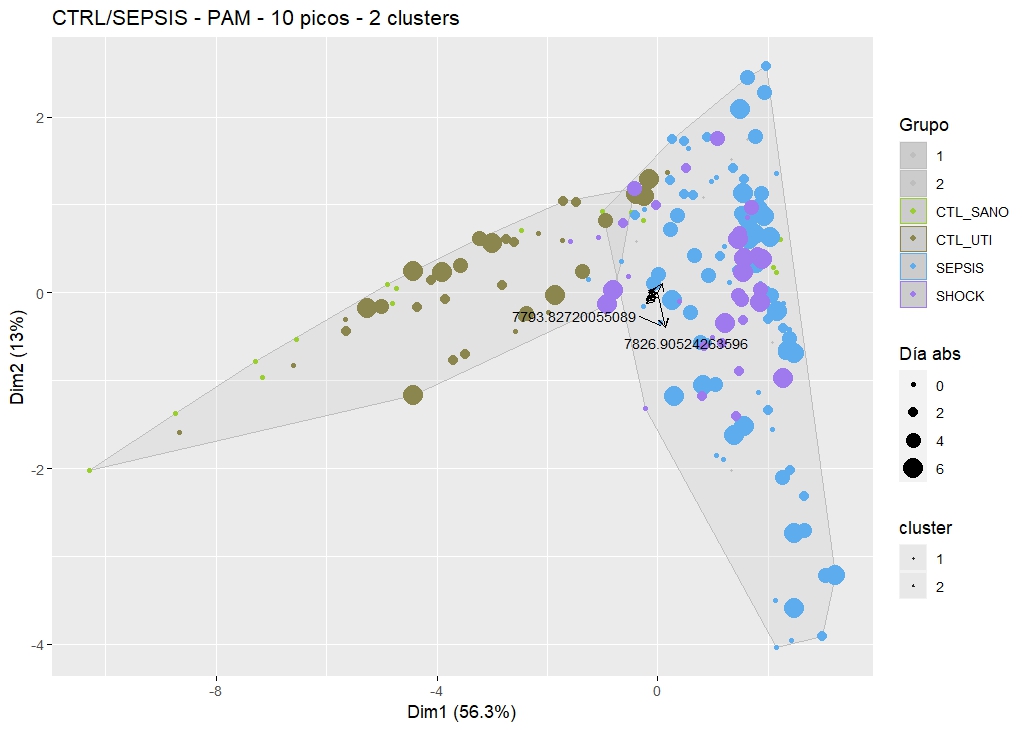 CTRL/SEPSIS - PAM - 10 picos - 2 clusters
Dim2 (13%)
2
0
-2
-4
7793.82720055089
7826.90524263596
-8
-4
0
Dim1 (56.3%)
Grupo
1
2
CTL_SANO
CTL_UTI
SEPSIS
SHOCK
Día abs
0
2
4
6
cluster
1
2